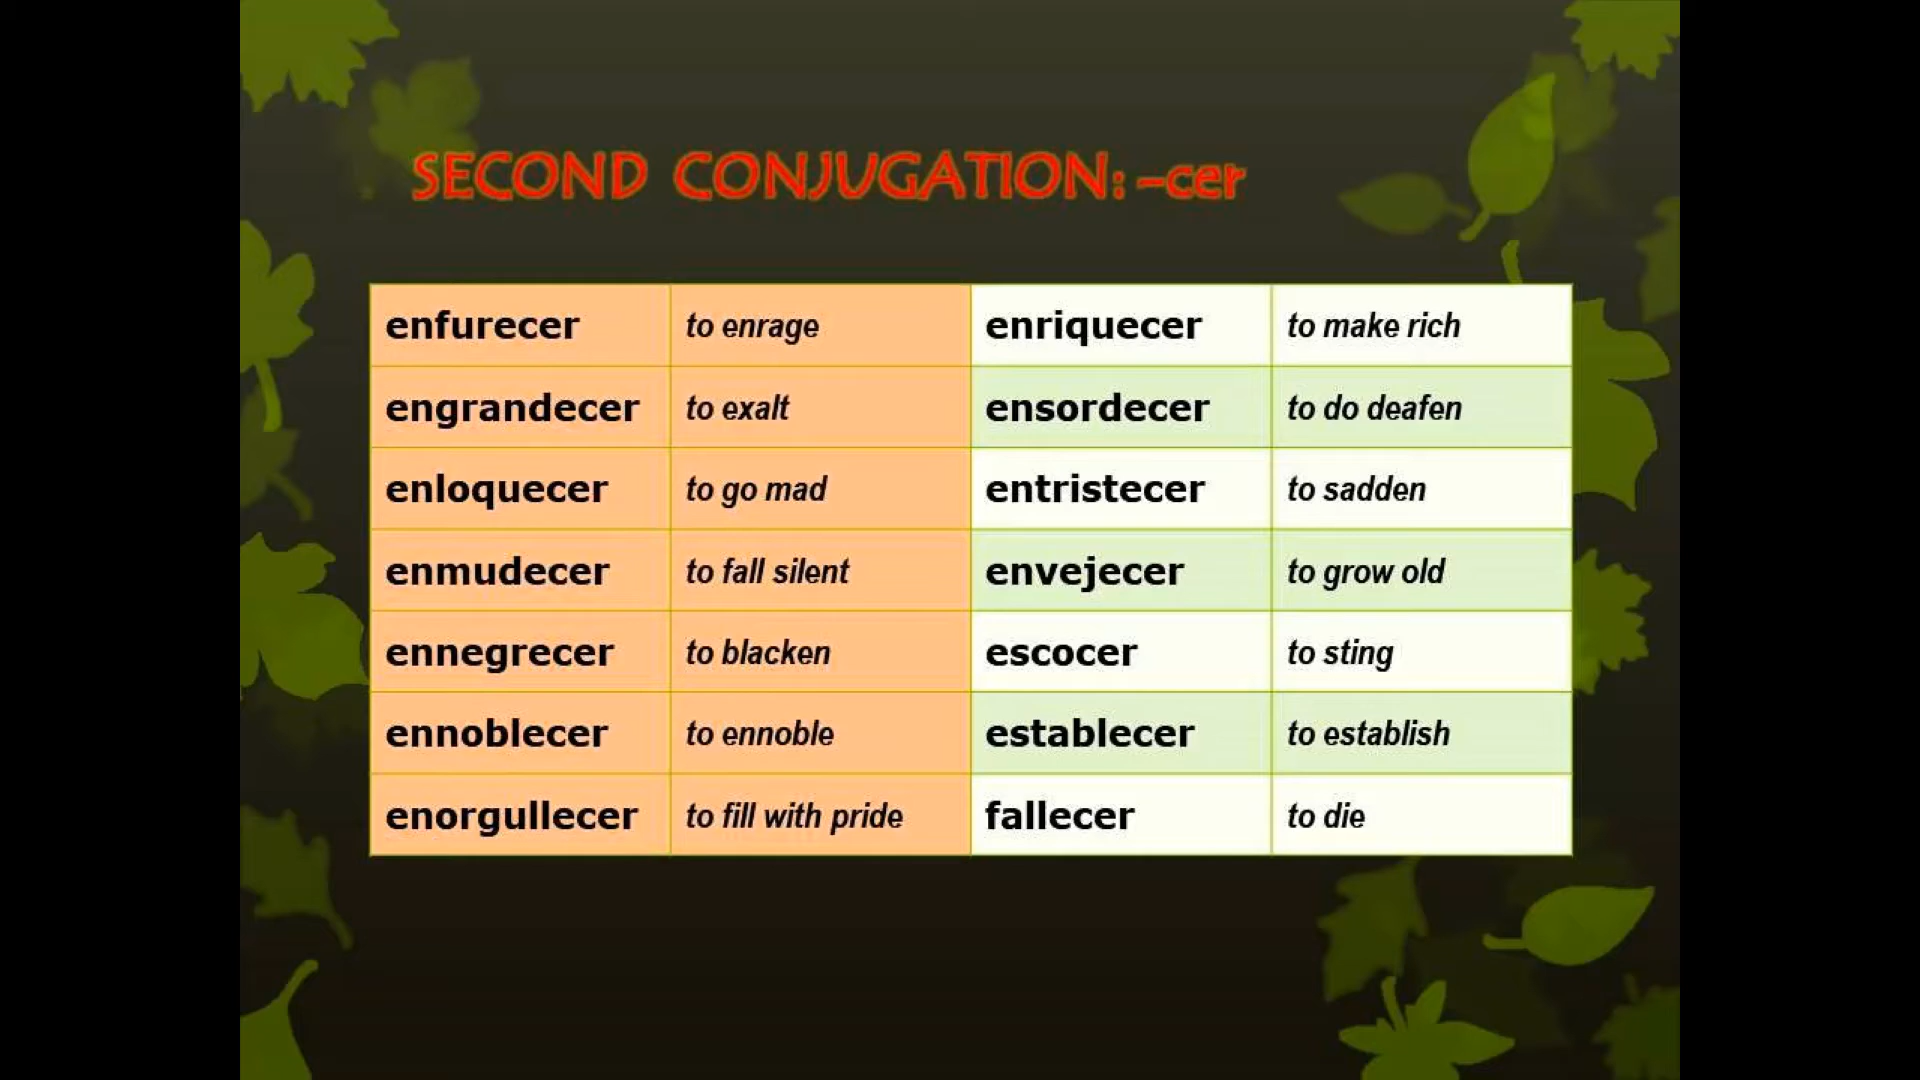 SECOND CONJUGATION: -cer
enfurecer to enrage enriquecer to make rich
engrandecer to exalt ensordecer to do deafen
enloquecer to go mad entristecer to sadden
enmudecer to fall silent envejecer to grow old
ennegrecer to blacken escocer to sting
ennoblecer to ennoble establecer to establish
enorgullecer to fill with pride fallecer to die